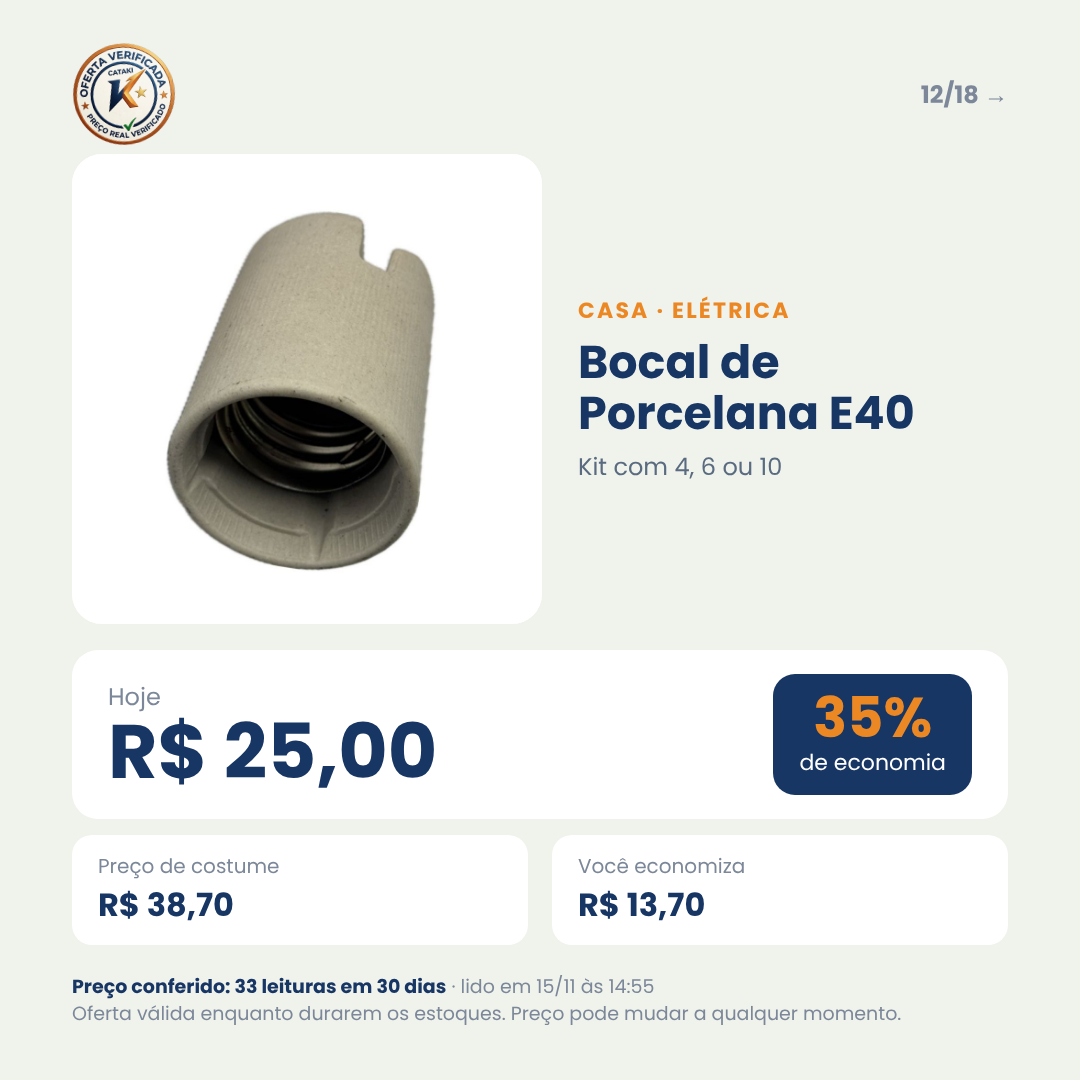 OFERTA VERIFICADA
CATAKI
K
PREÇO REAL VERIFICADO
12/18 →
CASA · ELÉTRICA
Bocal de
Porcelana E40
Kit com 4, 6 ou 10
Hoje
R$ 25,00
35%
de economia
Preço de costume
R$ 38,70
Você economiza
R$ 13,70
Preço conferido: 33 leituras em 30 dias · lido em 15/11 às 14:55
Oferta válida enquanto durarem os estoques. Preço pode mudar a qualquer momento.